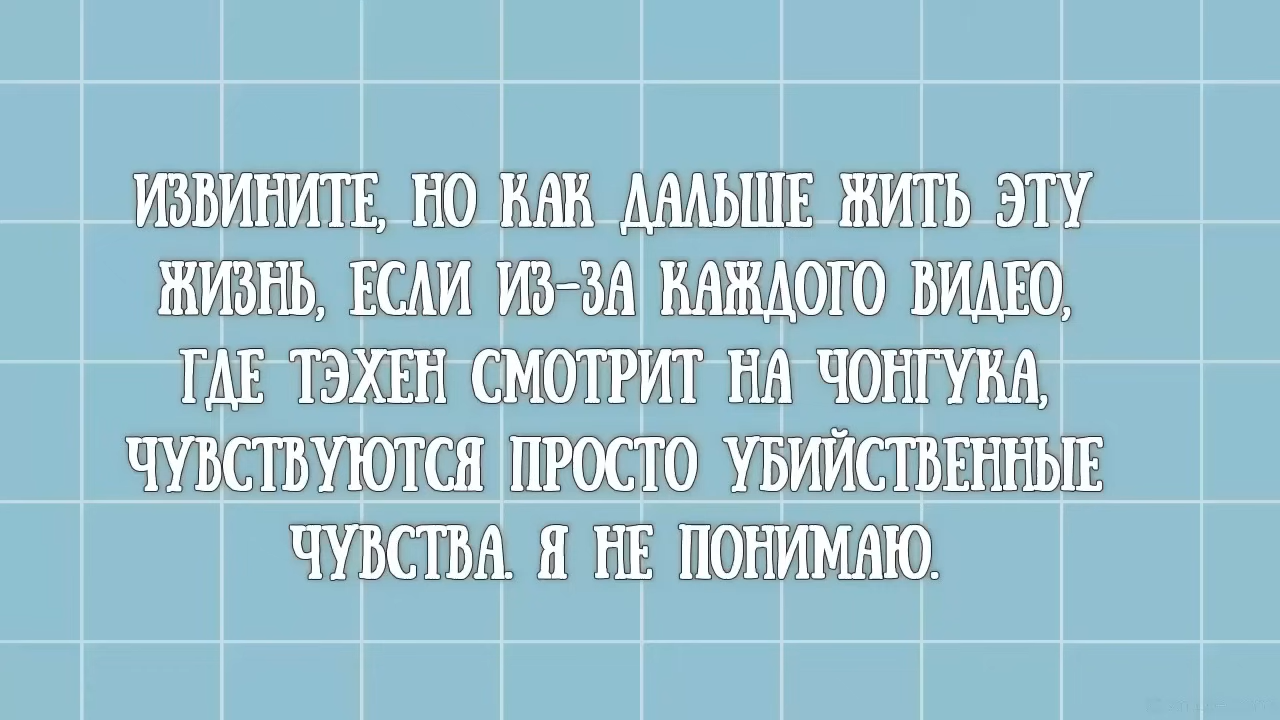 ИЗВИНИТЕ, НО КАК ДАЛЬШЕ ЖИТЬ ЭТУ
ЖИЗНЬ, ЕСЛИ ИЗ-ЗА КАЖДОГО ВИДЕО,
ГДЕ ТЭХЕН СМОТРИТ НА ЧОНГУКА,
ЧУВСТВУЮТСЯ ПРОСТО УБИЙСТВЕННЫЕ
ЧУВСТВА. Я НЕ ПОНИМАЮ.